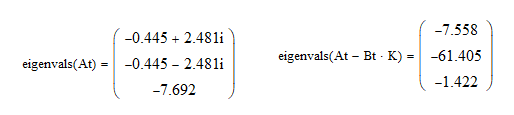 eigenvals(At) = ( −0.445 + 2.481i
−0.445 − 2.481i
−7.692 )
eigenvals(At − Bt · K) = ( −7.558
−61.405
−1.422 )